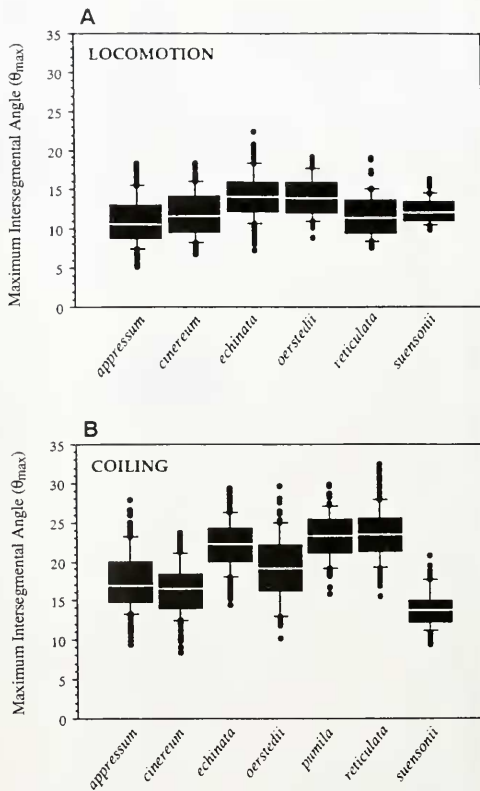 A
LOCOMOTION
Maximum Intersegmental Angle (θmax)
35
30
25
20
15
10
5
0
appressum
cinereum
echinata
oerstedii
reticulata
suensonii
B
COILING
Maximum Intersegmental Angle (θmax)
35
30
25
20
15
10
5
0
appressum
cinereum
echinata
oerstedii
pumila
reticulata
suensonii